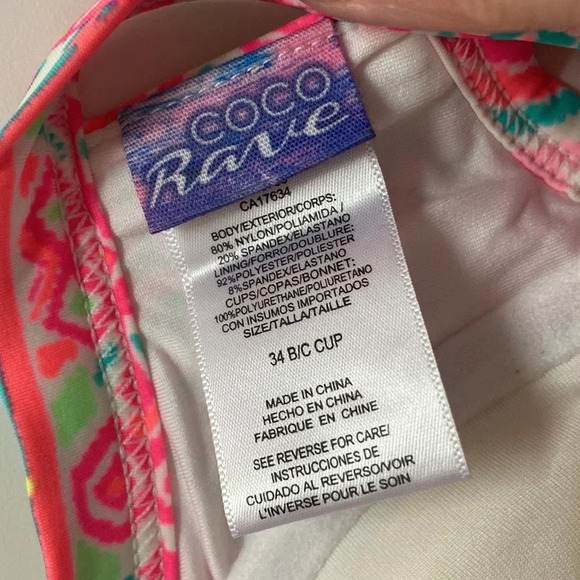 COCO
Rave
CA17634
BODY/EXTERIOR/CORPS:
80% NYLON/POLIAMIDA/
20% SPANDEX/ELASTANO
LINING/FORRO/DOUBLURE:
92%POLYESTER/POLIESTER
8%SPANDEX/ELASTANO
CUPS/COPAS/BONNET:
100%POLYURETHANE/POLIURETANO
CON INSUMOS IMPORTADOS
SIZE/TALLA/TAILLE
34 B/C CUP
MADE IN CHINA
HECHO EN CHINA
FABRIQUE EN CHINE
SEE REVERSE FOR CARE/
INSTRUCCIONES DE
CUIDADO AL REVERSO/VOIR
L'INVERSE POUR LE SOIN